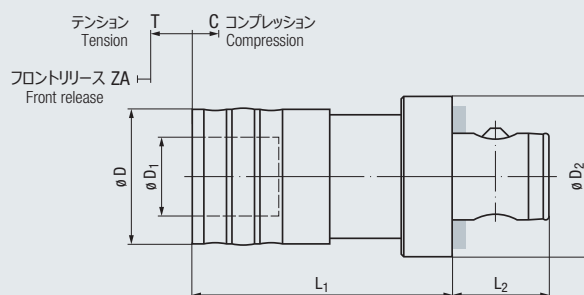 テンション T C コンプレッション
Tension Compression
フロントリリース ZA
Front release
ø D
ø D₁
ø D₂
L₁
L₂